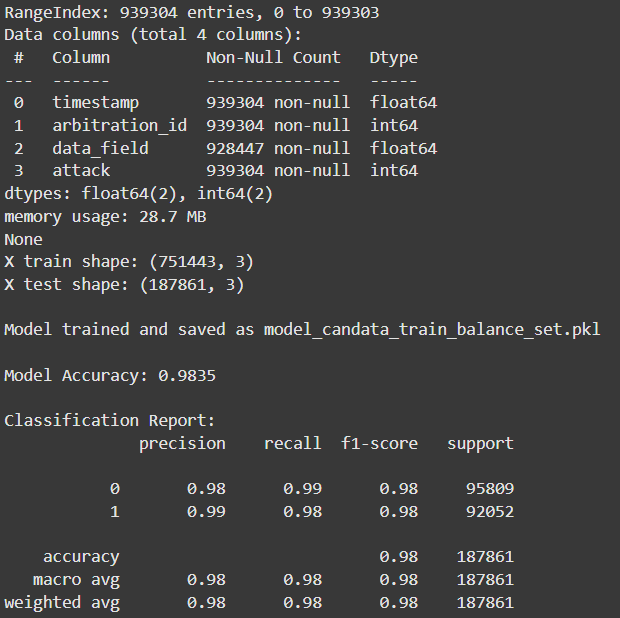 RangeIndex: 939304 entries, 0 to 939303
Data columns (total 4 columns):
 #   Column          Non-Null Count   Dtype
---  ------          --------------   -----
 0   timestamp       939304 non-null  float64
 1   arbitration_id  939304 non-null  int64
 2   data_field      928447 non-null  float64
 3   attack          939304 non-null  int64
dtypes: float64(2), int64(2)
memory usage: 28.7 MB
None
X train shape: (751443, 3)
X test shape: (187861, 3)

Model trained and saved as model_candata_train_balance_set.pkl

Model Accuracy: 0.9835

Classification Report:
              precision    recall  f1-score   support

           0       0.98      0.99      0.98     95809
           1       0.99      0.98      0.98     92052

    accuracy                           0.98    187861
   macro avg       0.98      0.98      0.98    187861
weighted avg       0.98      0.98      0.98    187861